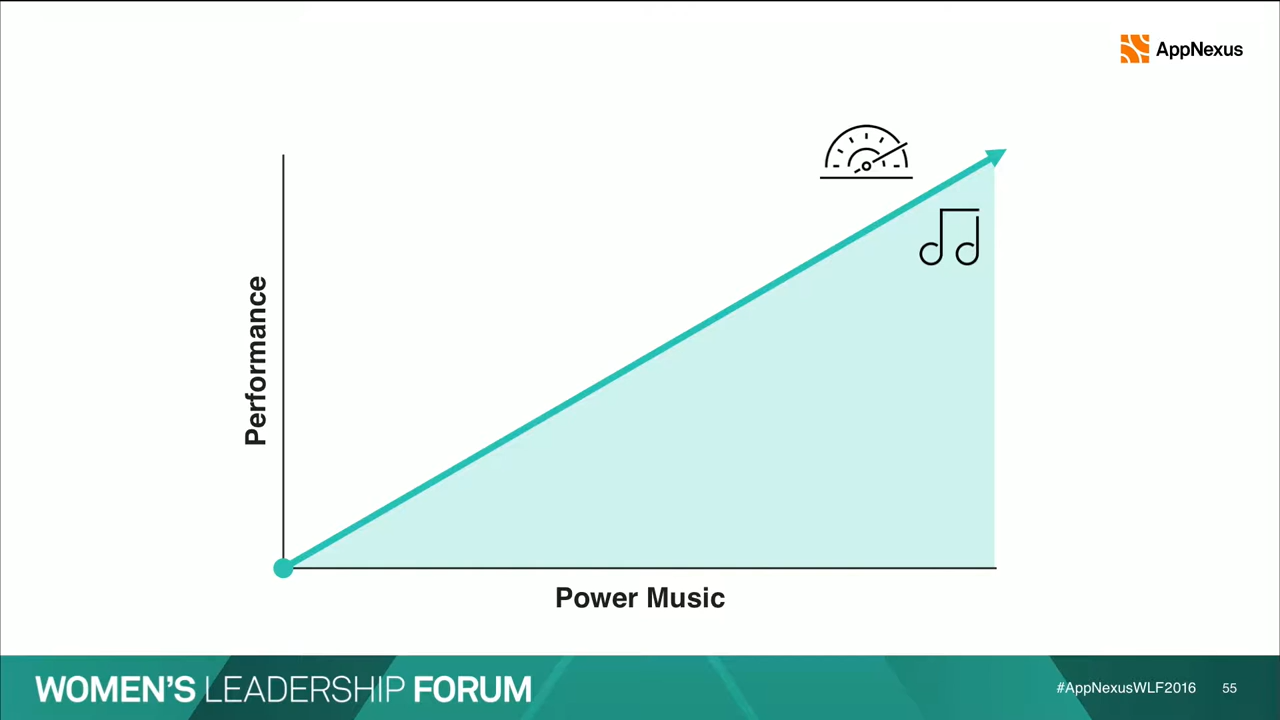 AppNexus
Performance
Power Music
WOMEN'S LEADERSHIP FORUM
#AppNexusWLF2016
55